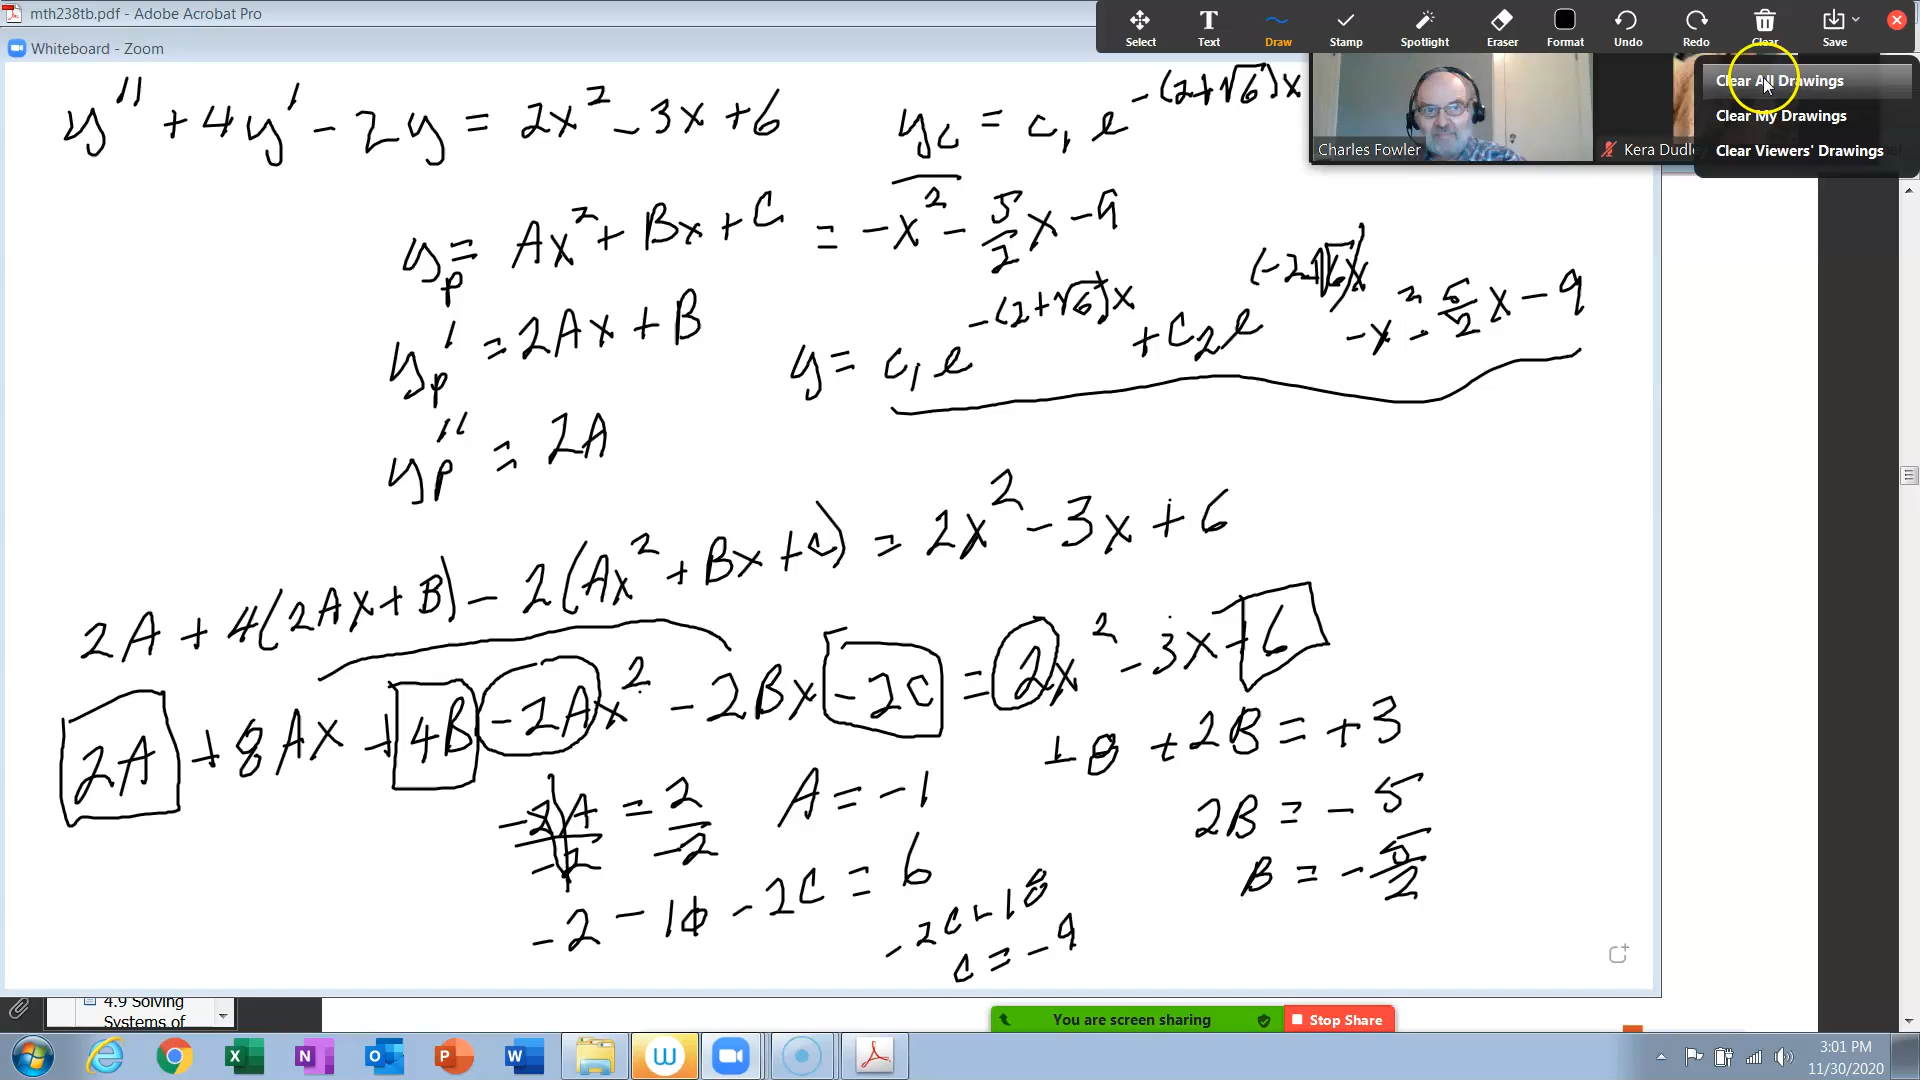 mth238tb.pdf - Adobe Acrobat Pro
Select Text Draw Stamp Spotlight Eraser Format Undo Redo Clear Save
Whiteboard - Zoom
Clear All Drawings
Clear My Drawings
Clear Viewers' Drawings
Charles Fowler
Kera Dudle
y'' + 4y' - 2y = 2x² - 3x + 6
y_c = c₁ e^-(2+√6)x
y_p = Ax² + Bx + C = -x² - 5/2 x - 9
y_p' = 2Ax + B
y = c₁e^-(2+√6)x + c₂e^(-2+√6)x -x² - 5/2 x - 9
y_p'' = 2A
2A + 4(2Ax + B) - 2(Ax² + Bx + C) = 2x² - 3x + 6
2A + 8Ax + 4B - 2Ax² - 2Bx - 2C = 2x² - 3x + 6
+8 + 2B = +3
-2A/-2 = 2/-2
A = -1
2B = -5
B = -5/2
-2 - 10 - 2C = 6
-2C = 18
C = -9
4.9 Solving
Systems of
You are screen sharing
Stop Share
3:01 PM
11/30/2020